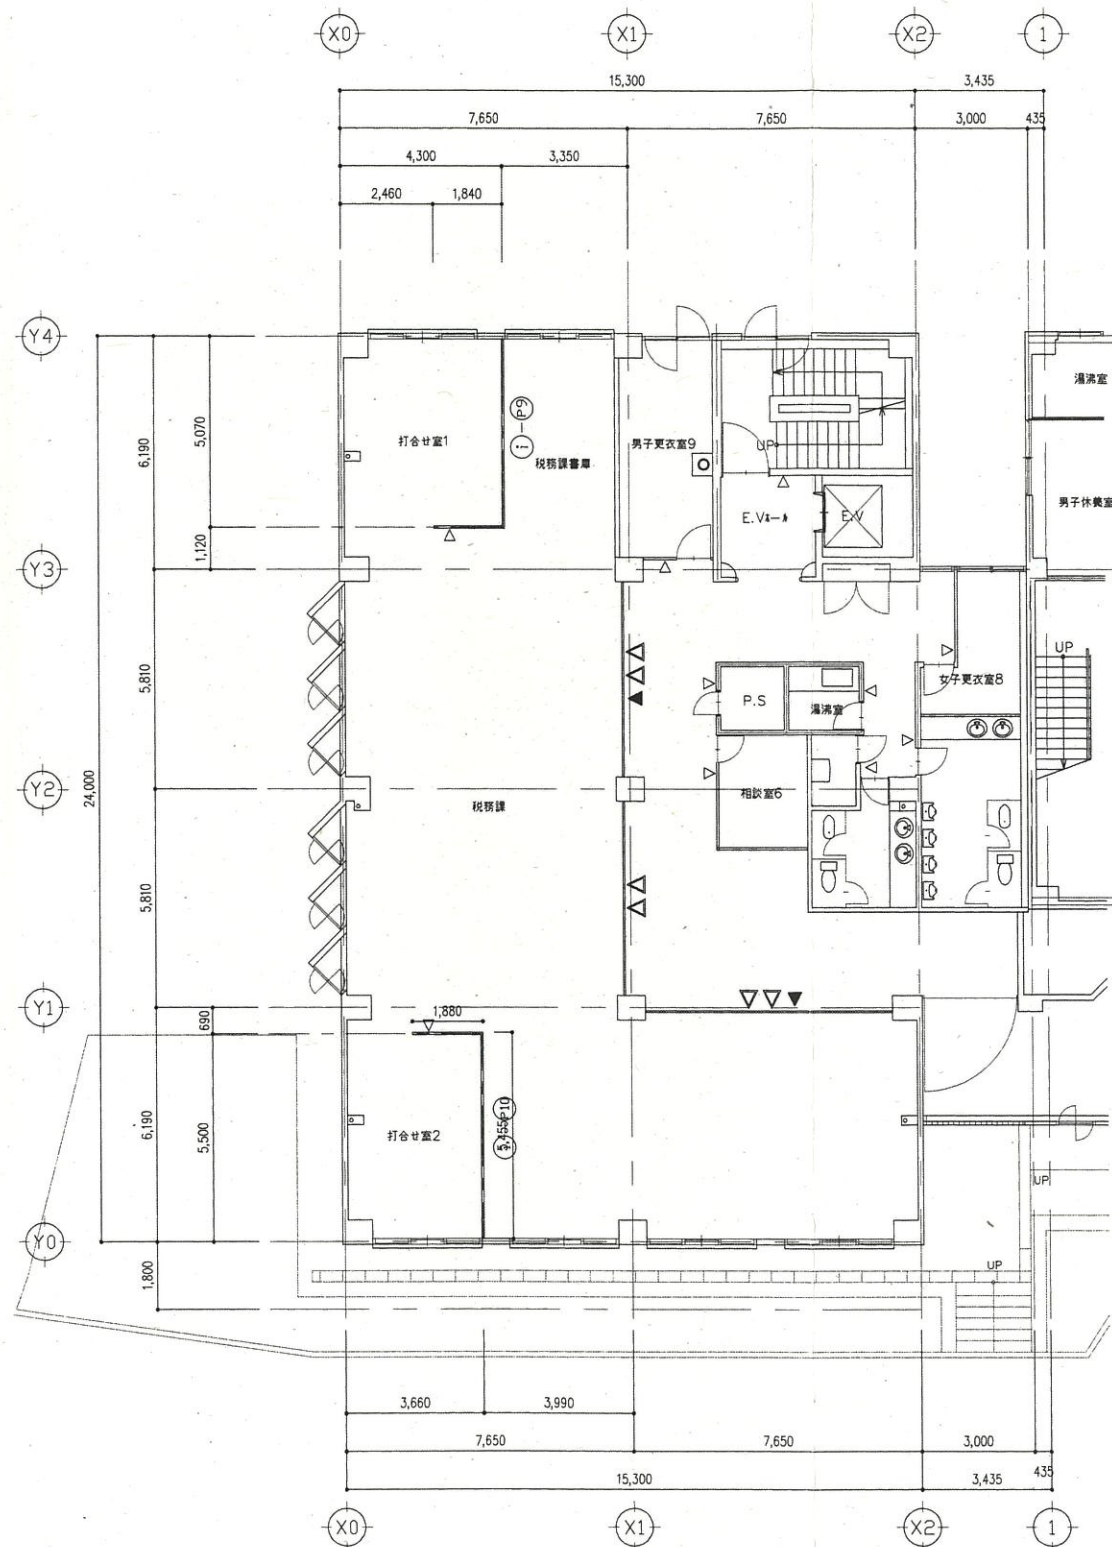 X0
X1
X2
1
15,300
3,435
7,650
7,650
3,000
435
4,300
3,350
2,460
1,840
Y4
湯沸室
5,070
6,190
打合せ室1
i-P9
税務課書庫
男子更衣室9
UP
E.Vホール
E.V
男子休養室
1,120
Y3
5,810
UP
P.S
湯沸室
女子更衣室8
24,000
Y2
税務課
相談室6
5,810
Y1
690
1,880
6,190
5,500
打合せ室2
5,455
P10
UP
Y0
1,800
UP
3,660
3,990
7,650
7,650
3,000
435
15,300
3,435
X0
X1
X2
1